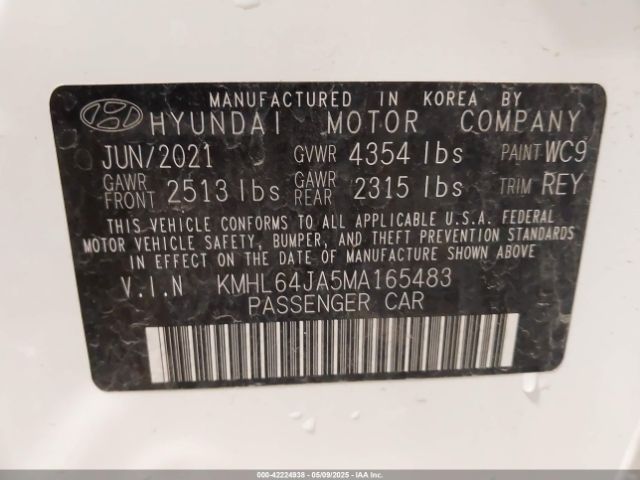 MANUFACTURED IN KOREA BY
HYUNDAI MOTOR COMPANY
JUN/2021 GVWR 4354 lbs PAINT WC9
GAWR FRONT 2513 lbs GAWR REAR 2315 lbs TRIM REY
THIS VEHICLE CONFORMS TO ALL APPLICABLE U.S.A. FEDERAL
MOTOR VEHICLE SAFETY, BUMPER, AND THEFT PREVENTION STANDARDS
IN EFFECT ON THE DATE OF MANUFACTURE SHOWN ABOVE
V.I.N KMHL64JA5MA165483
PASSENGER CAR
000-42224938 | 05/09/2025 | IAAI